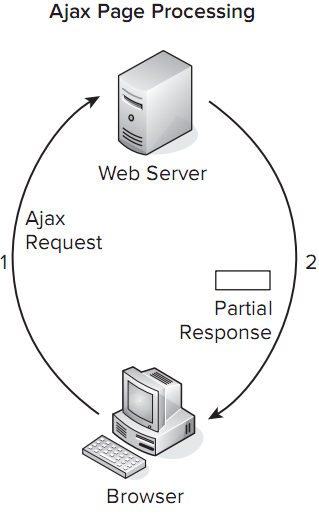 Ajax Page Processing
Web Server
Ajax
Request
1
2
Partial
Response
Browser